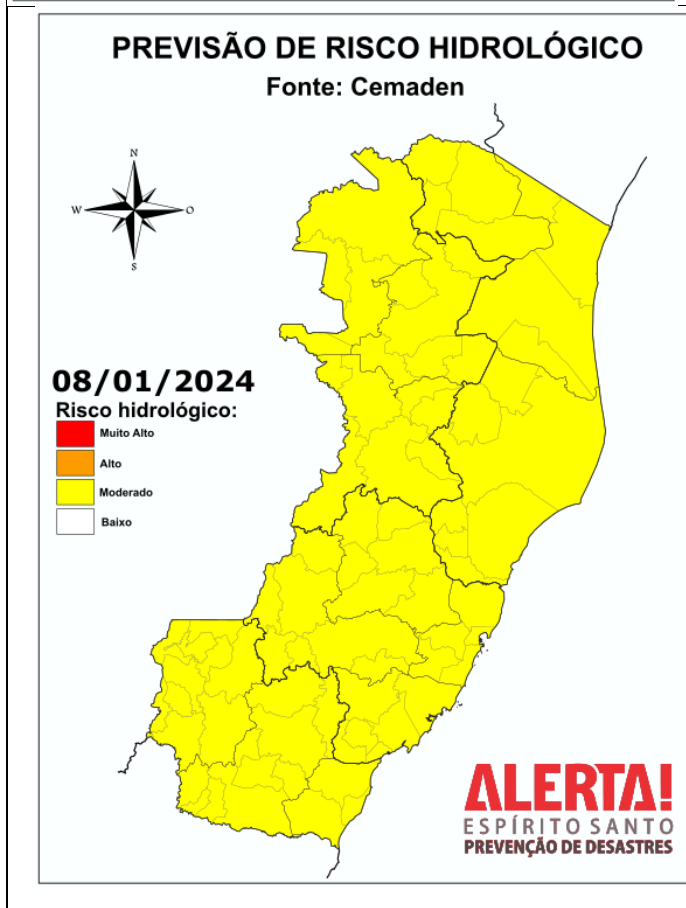 PREVISÃO DE RISCO HIDROLÓGICO
Fonte: Cemaden
N
W
O
S
08/01/2024
Risco hidrológico:
Muito Alto
Alto
Moderado
Baixo
ALERTA!
ESPÍRITO SANTO
PREVENÇÃO DE DESASTRES